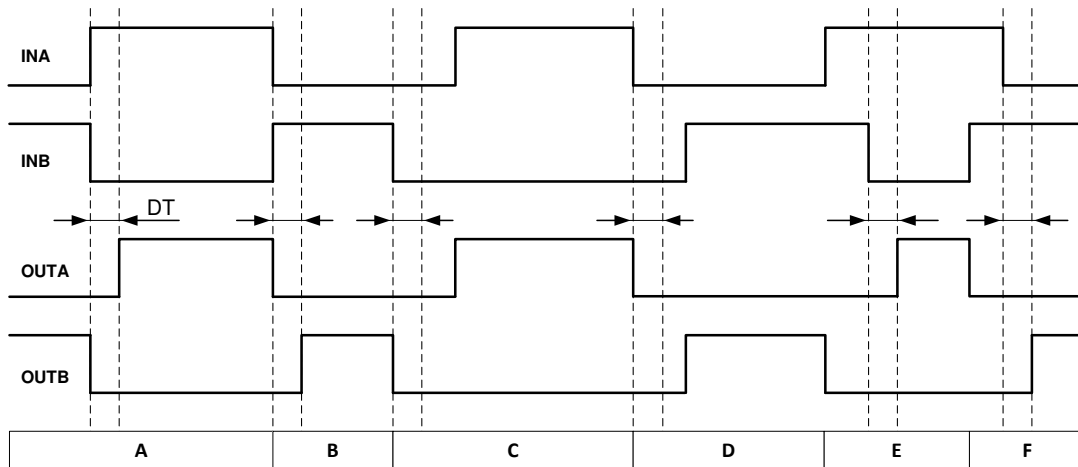 INA
INB
DT
OUTA
OUTB
A B C D E F